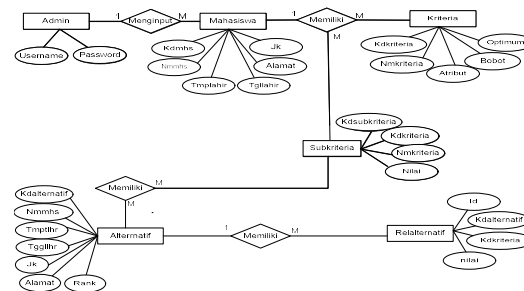 Admin 1 Menginput M Mahasiswa 1 Memiliki M Kriteria
Username Password
Kdmhs Jk
Nmmhs Alamat
Tmplahir Tgllahir
Kdkriteria Optimum
Nmkriteria Bobot
Atribut
M
Kdsubkriteria
Kdkriteria
Subkriteria Nmkriteria
Nilai
Memiliki M
M
Kdalternatif
Nmmhs
Tmptlhr
Tggllhr
Jk
Alamat Rank
Alternatif 1 Memiliki M Relalternatif
Id
Kdalternatif
Kdkriteria
nilai